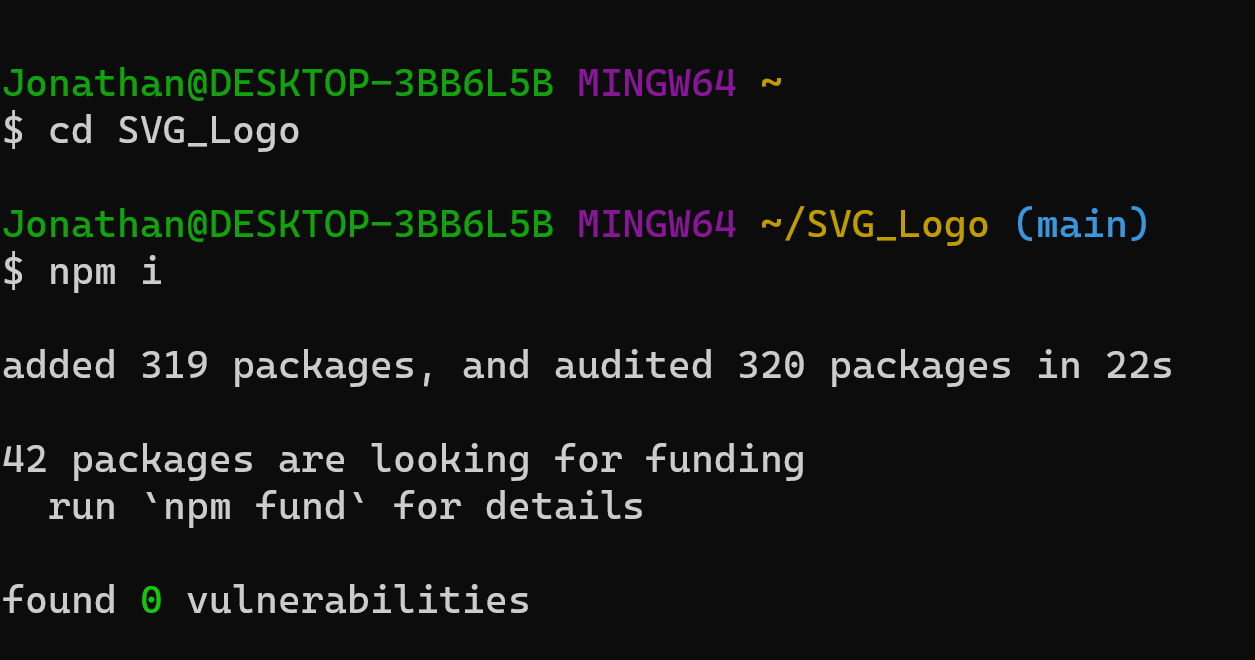 Jonathan@DESKTOP-3BB6L5B MINGW64 ~
$ cd SVG_Logo
Jonathan@DESKTOP-3BB6L5B MINGW64 ~/SVG_Logo (main)
$ npm i
added 319 packages, and audited 320 packages in 22s
42 packages are looking for funding
  run `npm fund` for details
found 0 vulnerabilities